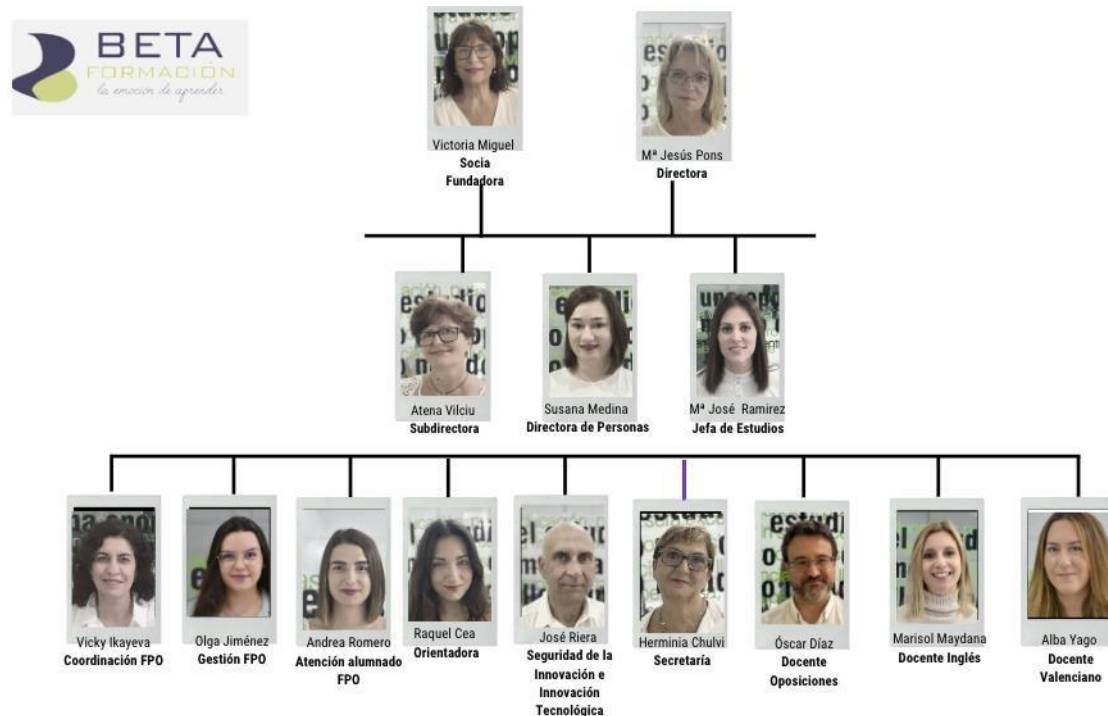 BETA
FORMACIÓN
la emoción de aprender
Victoria Miguel
Socia
Fundadora
Mª Jesús Pons
Directora
Atena Vilciu
Subdirectora
Susana Medina
Directora de Personas
Mª José Ramirez
Jefa de Estudios
Vicky Ikayeva
Coordinación FPO
Olga Jiménez
Gestión FPO
Andrea Romero
Atención alumnado
FPO
Raquel Cea
Orientadora
José Riera
Seguridad de la
Innovación e
Innovación
Tecnológica
Herminia Chulvi
Secretaría
Óscar Díaz
Docente
Oposiciones
Marisol Maydana
Docente Inglés
Alba Yago
Docente
Valenciano